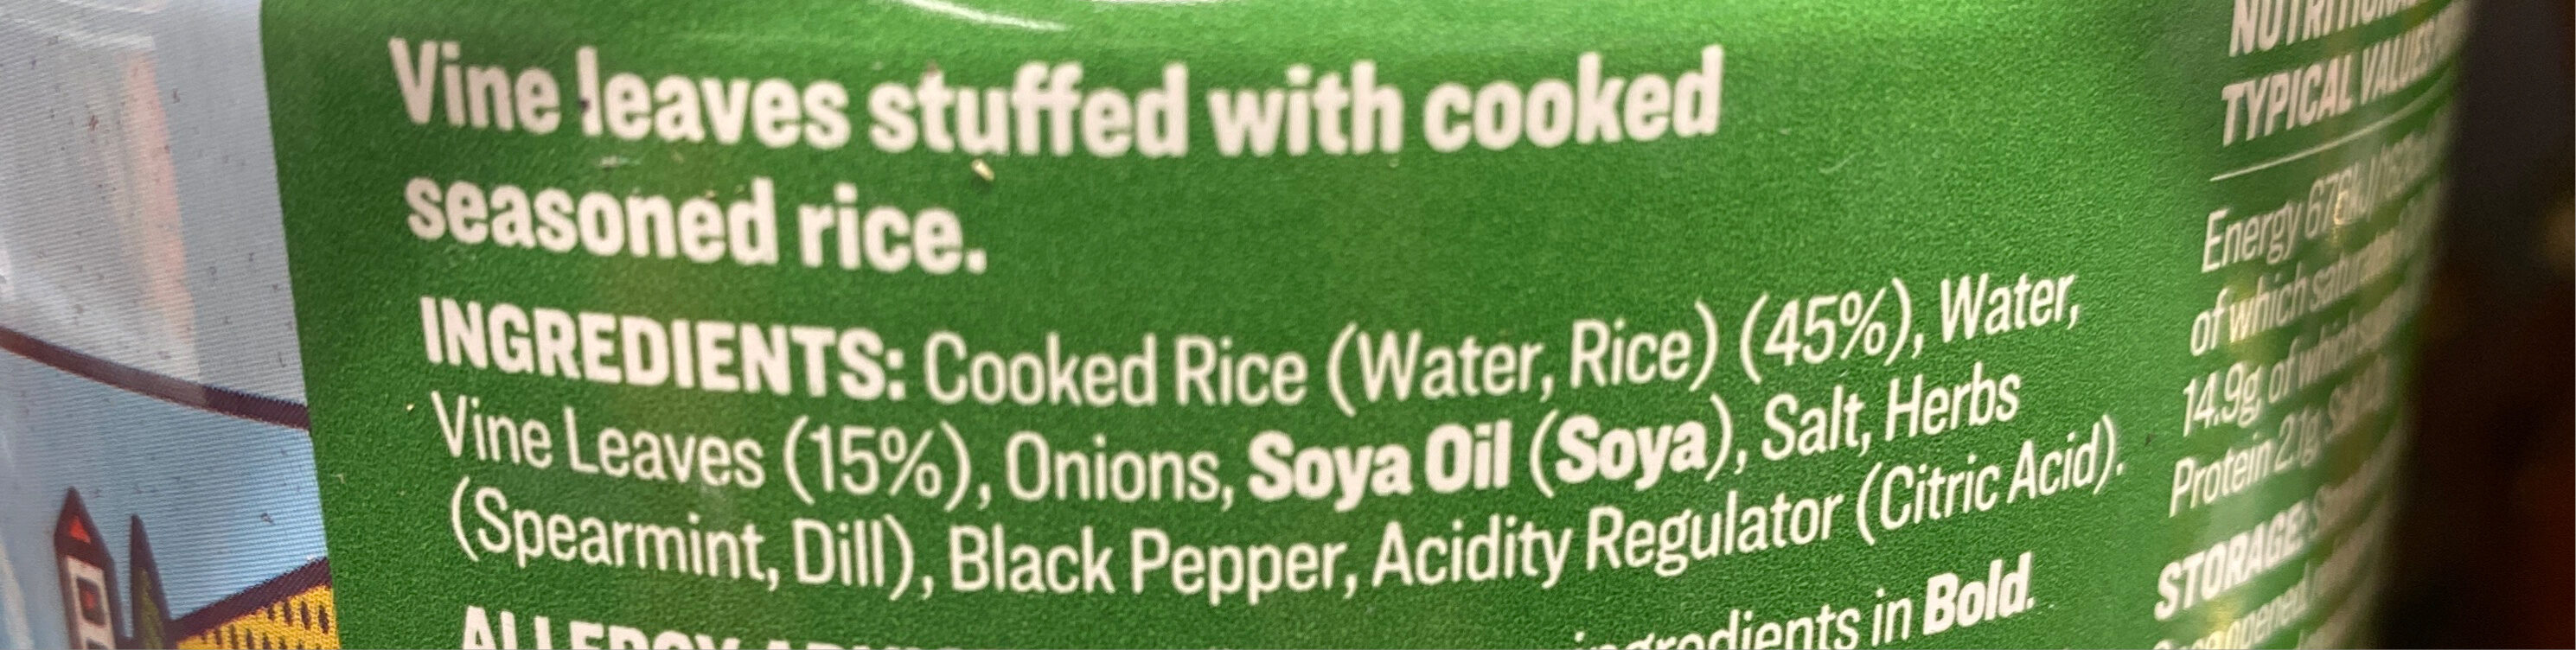 Vine leaves stuffed with cooked
seasoned rice.
INGREDIENTS: Cooked Rice (Water, Rice) (45%), Water,
Vine Leaves (15%), Onions, Soya Oil (Soya), Salt, Herbs
(Spearmint, Dill), Black Pepper, Acidity Regulator (Citric Acid).
ingredients in Bold.
TYPICAL VALUES
Energy
of which
14.9g, of which
Protein 2.1g,
STORAGE: